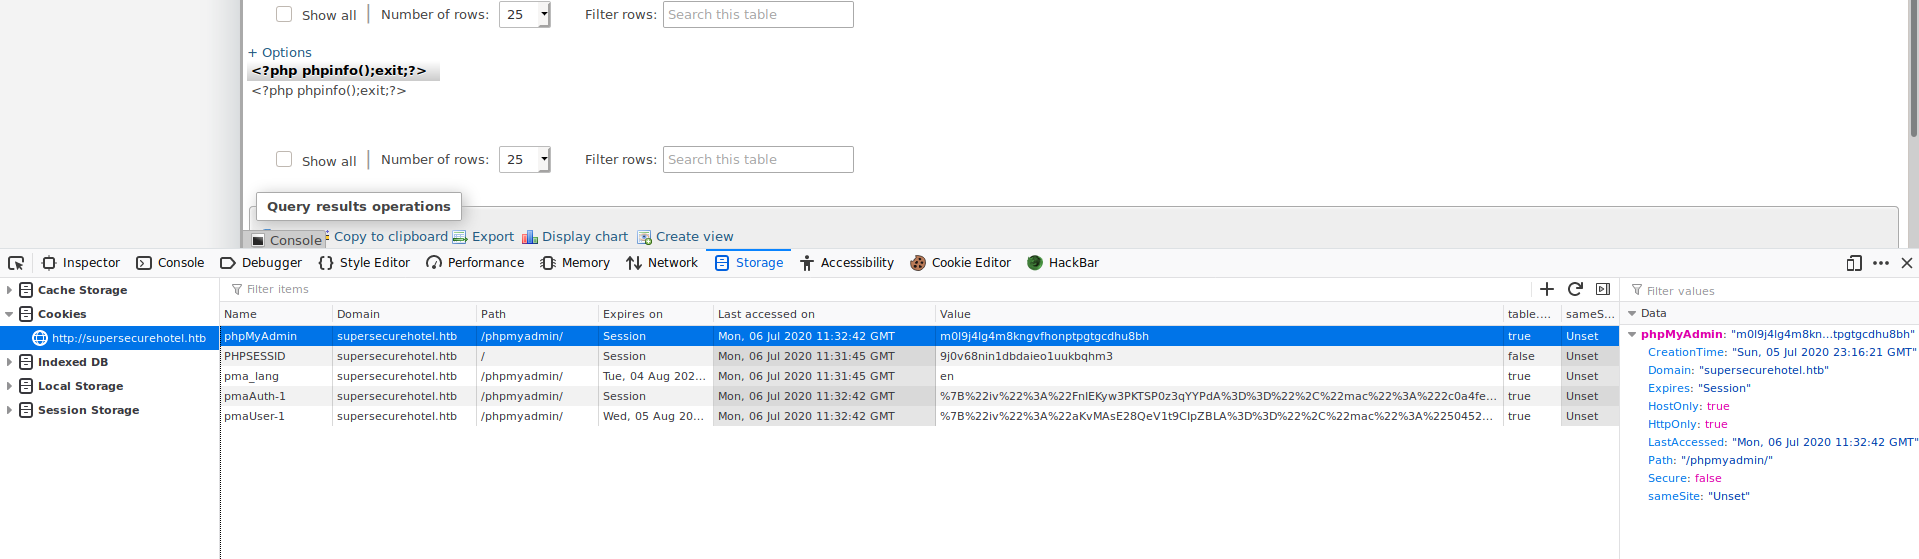 Show all Number of rows: 25 Filter rows: Search this table
+ Options
<?php phpinfo();exit;?>
<?php phpinfo();exit;?>
Show all Number of rows: 25 Filter rows: Search this table
Query results operations
Console Copy to clipboard Export Display chart Create view
Inspector Console Debugger Style Editor Performance Memory Network Storage Accessibility Cookie Editor HackBar
Cache Storage
Cookies
http://supersecurehotel.htb
Indexed DB
Local Storage
Session Storage
Filter items
Name Domain Path Expires on Last accessed on Value table.... sameS...
phpMyAdmin supersecurehotel.htb /phpmyadmin/ Session Mon, 06 Jul 2020 11:32:42 GMT m0l9j4lg4m8kngvfhonptpgtgcdhu8bh true Unset
PHPSESSID supersecurehotel.htb / Session Mon, 06 Jul 2020 11:31:45 GMT 9j0v68nin1dbdaieo1uukbqhm3 false Unset
pma_lang supersecurehotel.htb /phpmyadmin/ Tue, 04 Aug 202... Mon, 06 Jul 2020 11:31:45 GMT en true Unset
pmaAuth-1 supersecurehotel.htb /phpmyadmin/ Session Mon, 06 Jul 2020 11:32:42 GMT %7B%22iv%22%3A%22FnIEKyw3PKTSP0z3qYYPdA%3D%3D%22%2C%22mac%22%3A%222c0a4fe... true Unset
pmaUser-1 supersecurehotel.htb /phpmyadmin/ Wed, 05 Aug 20... Mon, 06 Jul 2020 11:32:42 GMT %7B%22iv%22%3A%22aKvMAsE28QeV1t9CIpZBLA%3D%3D%22%2C%22mac%22%3A%2250452... true Unset
Filter values
Data
phpMyAdmin: "m0l9j4lg4m8kn...tpgtgcdhu8bh"
CreationTime: "Sun, 05 Jul 2020 23:16:21 GMT"
Domain: "supersecurehotel.htb"
Expires: "Session"
HostOnly: true
HttpOnly: true
LastAccessed: "Mon, 06 Jul 2020 11:32:42 GMT"
Path: "/phpmyadmin/"
Secure: false
sameSite: "Unset"